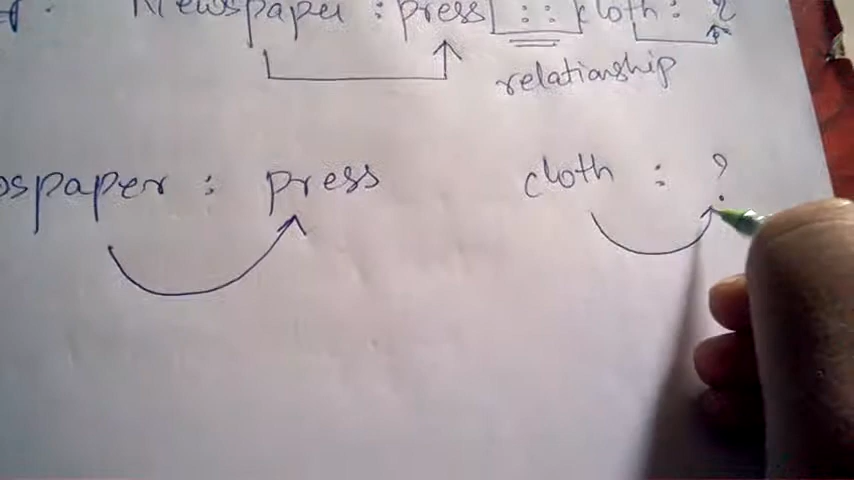 Newspaper : press :: cloth : ?
relationship
spaper : press cloth : ?